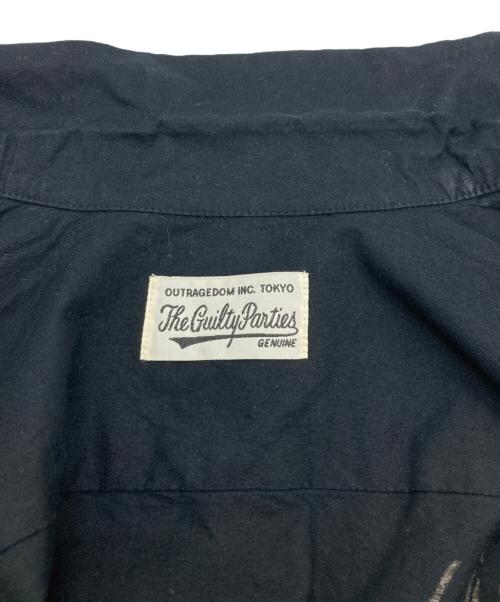 OUTRAGEDOM INC. TOKYO
The Guilty Parties
GENUINE